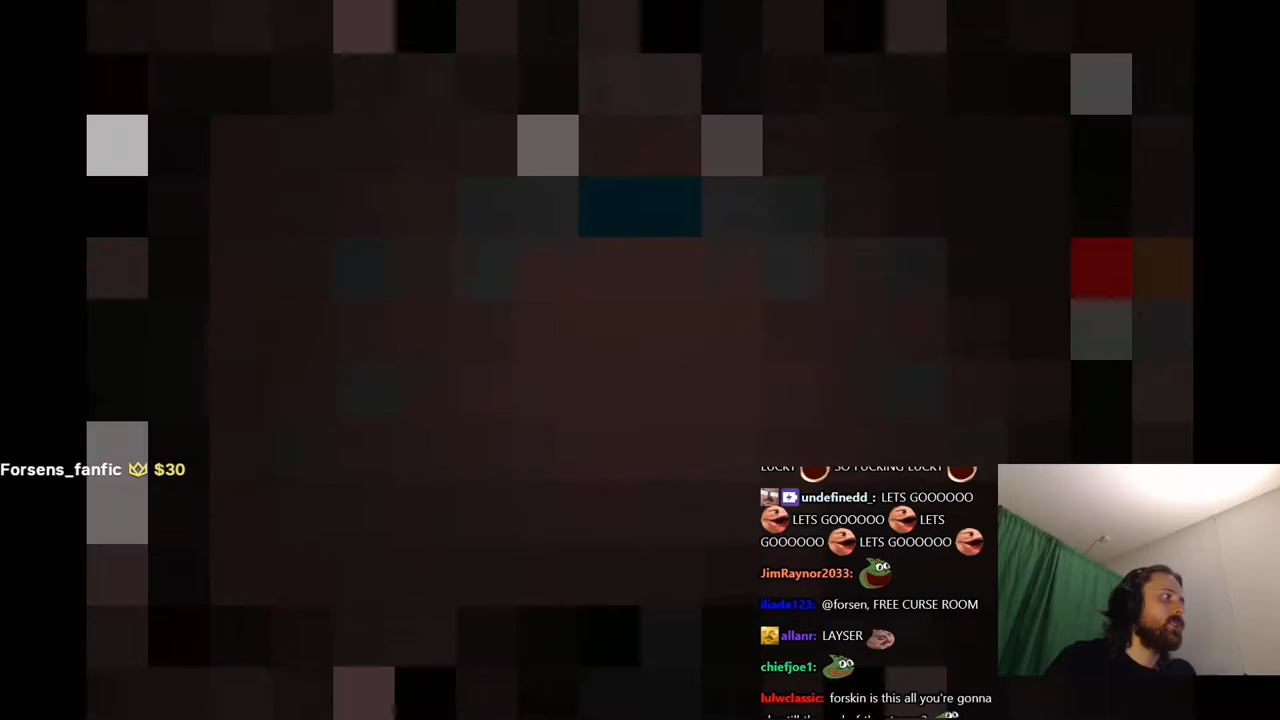 LUCKY SO FUCKING LUCKY
Forsens_fanfic $30
undefinedd_: LETS GOOOOOO
LETS GOOOOOO LETS
GOOOOOO LETS GOOOOOO
JimRaynor2033:
iliada123: @forsen, FREE CURSE ROOM
allanr: LAYSER
chiefjoe1:
lulwclassic: forskin is this all you're gonna